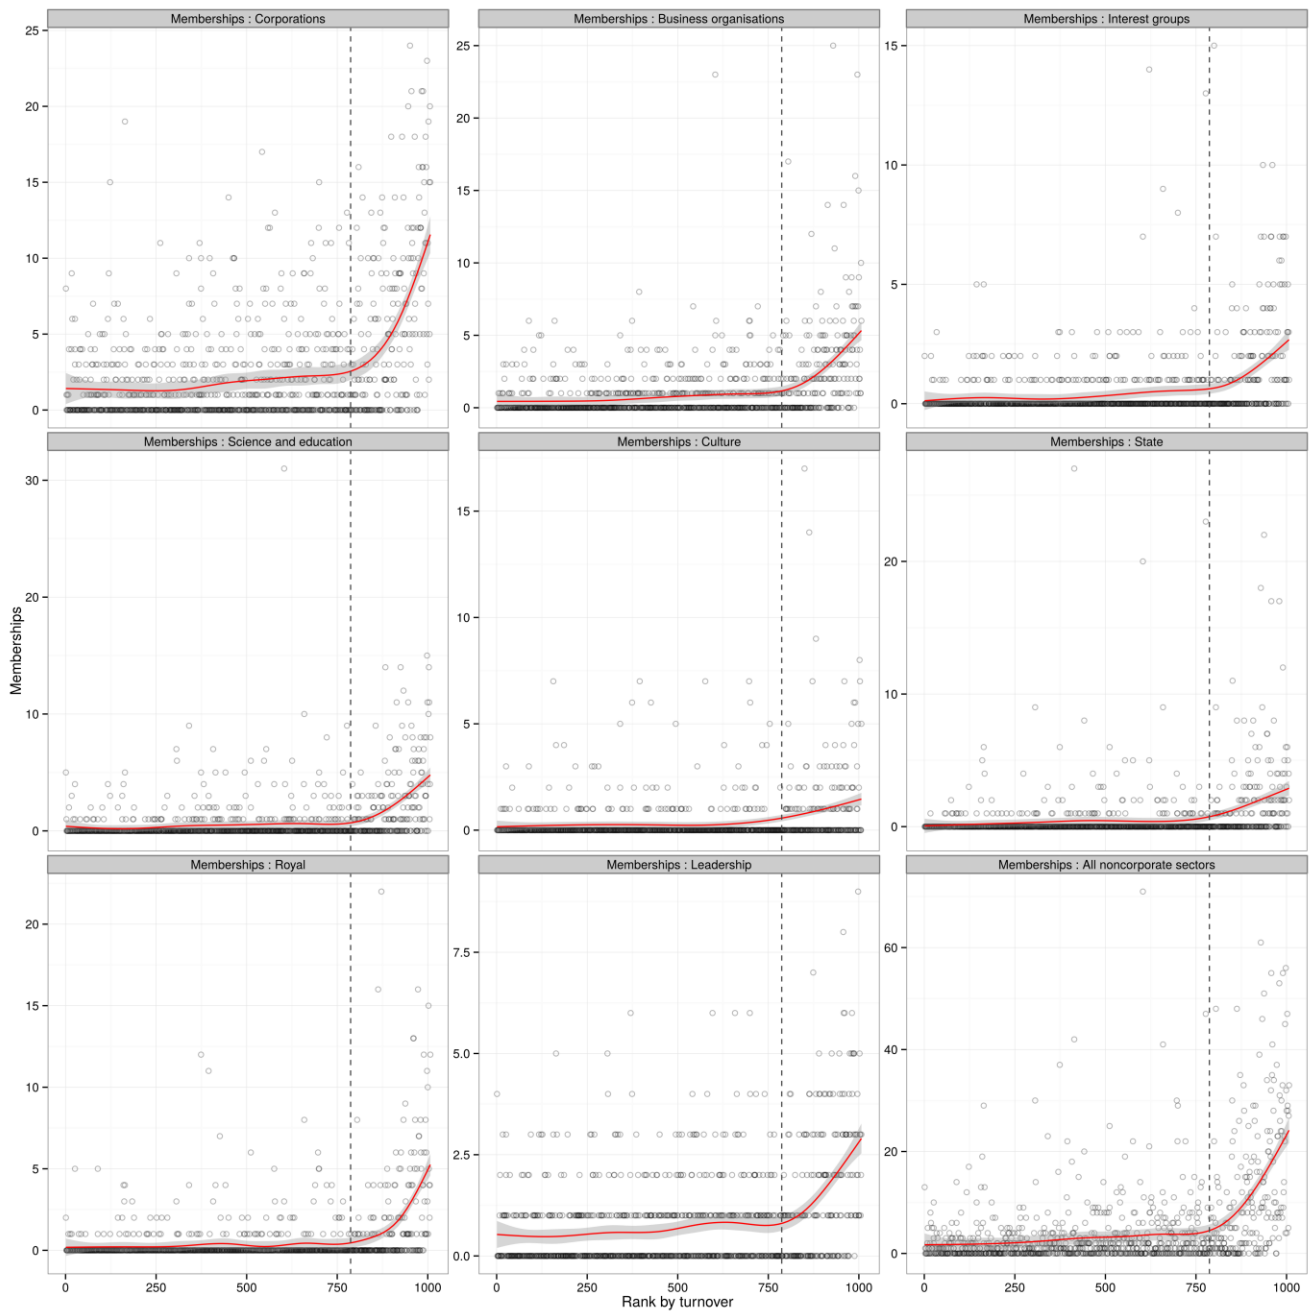 Memberships : Corporations
Memberships : Business organisations
Memberships : Interest groups
25
20
15
10
5
0
25
20
15
10
5
0
15
10
5
0
Memberships : Science and education
Memberships : Culture
Memberships : State
30
20
10
0
15
10
5
0
20
10
0
Memberships
Memberships : Royal
Memberships : Leadership
Memberships : All noncorporate sectors
20
15
10
5
0
7.5
5.0
2.5
0.0
60
40
20
0
0 250 500 750 1000
0 250 500 750 1000
0 250 500 750 1000
Rank by turnover